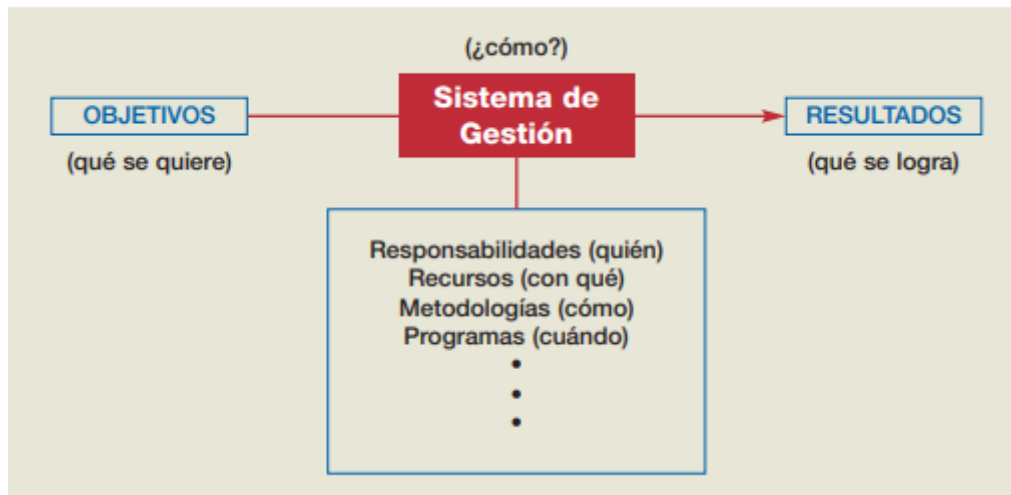 (¿cómo?)
Sistema de
Gestión
OBJETIVOS
RESULTADOS
(qué se quiere)
(qué se logra)
Responsabilidades (quién)
Recursos (con qué)
Metodologías (cómo)
Programas (cuándo)
•
•
•